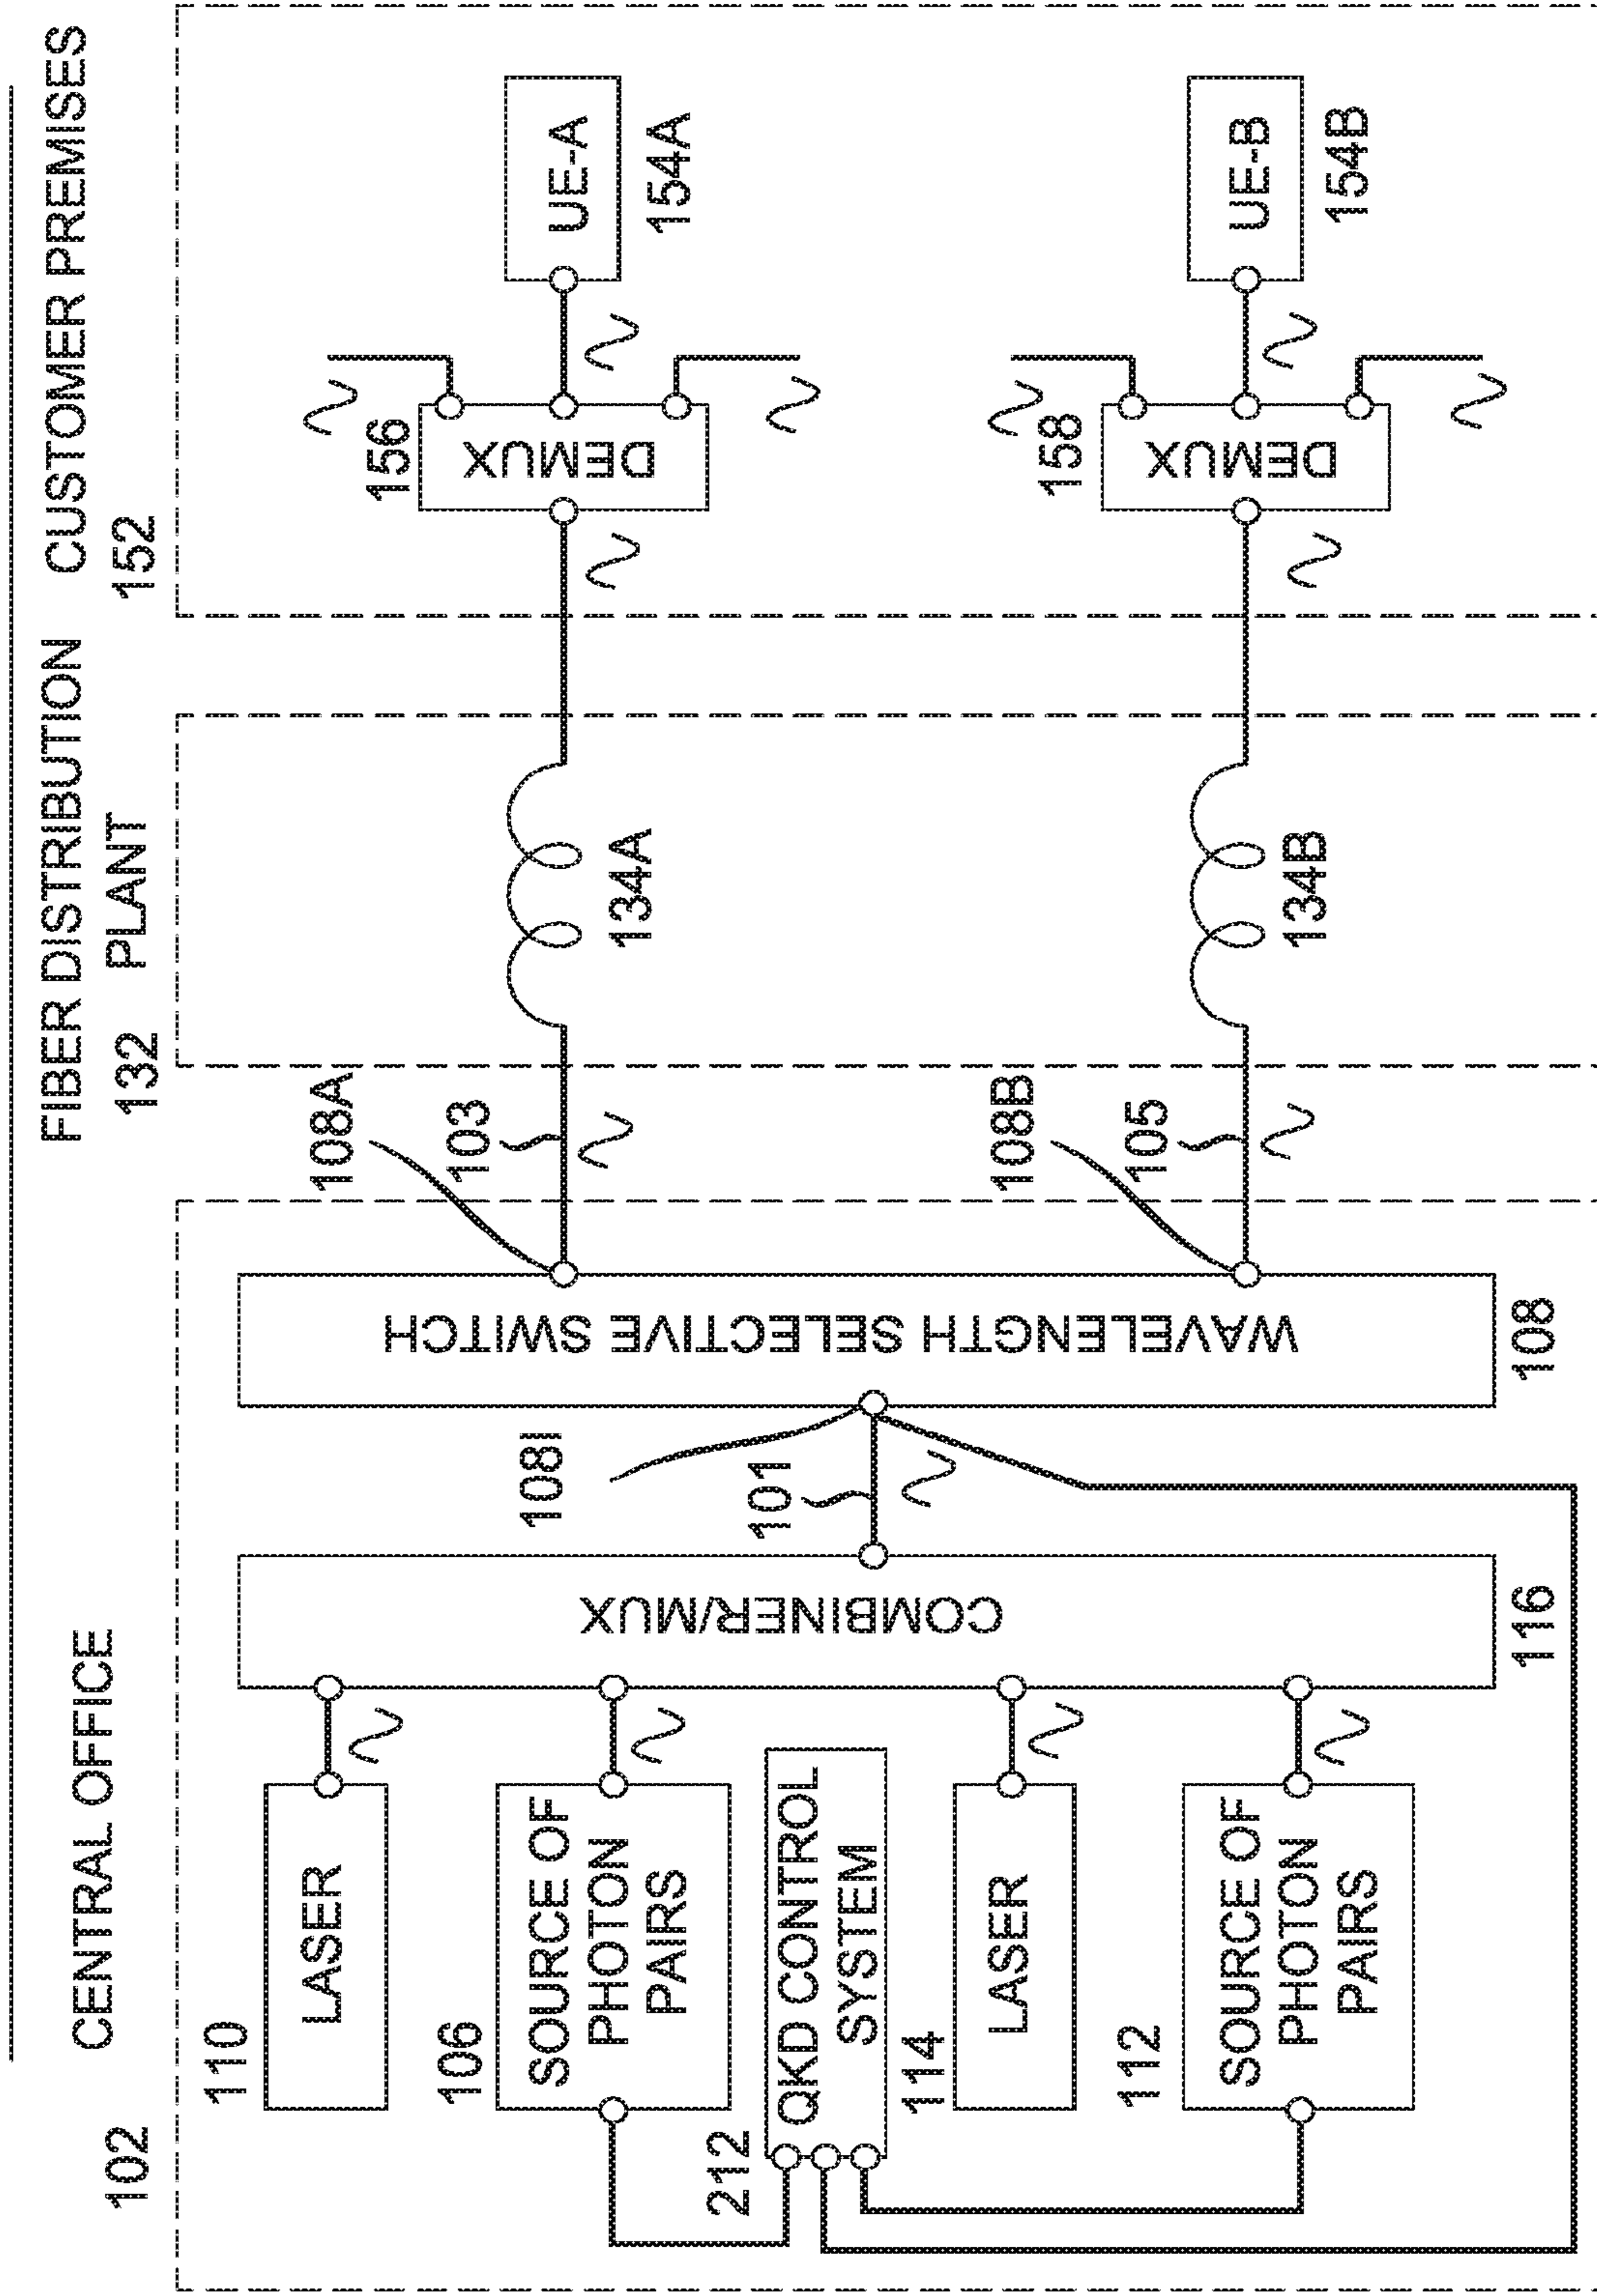 CENTRAL OFFICE
102
FIBER DISTRIBUTION
132 PLANT
CUSTOMER PREMISES
152
110
LASER
106
SOURCE OF
PHOTON
PAIRS
212
QKD CONTROL
SYSTEM
114
LASER
112
SOURCE OF
PHOTON
PAIRS
COMBINER/MUX
116
101
108I
WAVELENGTH SELECTIVE SWITCH
108
108A
103
108B
105
134A
134B
156
DEMUX
158
DEMUX
UE-A
154A
UE-B
154B